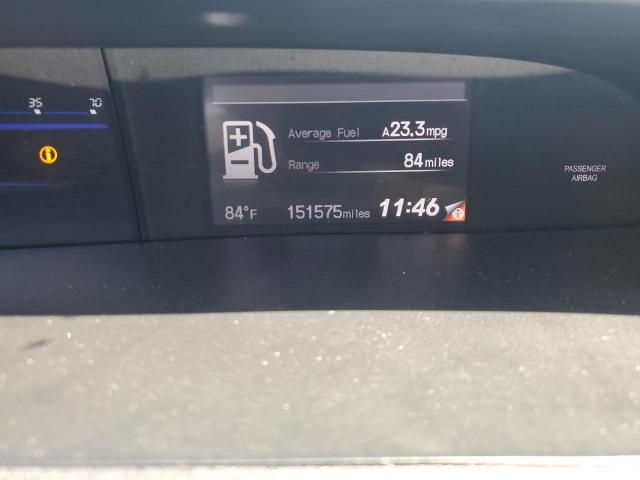 35 70
Average Fuel A23.3mpg
Range 84miles
84°F 151575miles 11:46
PASSENGER
AIRBAG